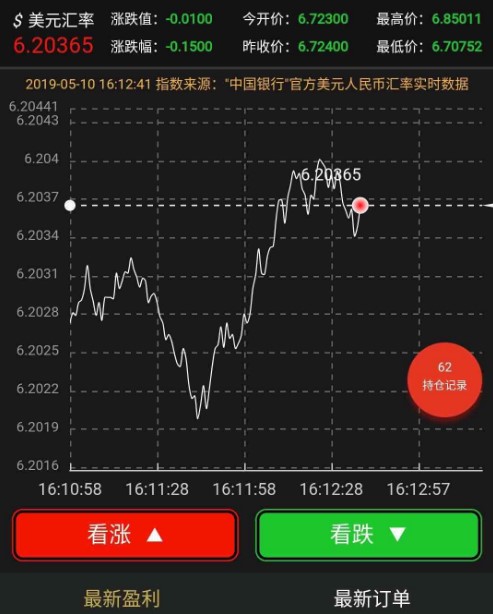 $ 美元汇率 涨跌值：-0.0100 今开价：6.72300 最高价：6.85011
6.20365 涨跌幅：-0.1500 昨收价：6.72400 最低价：6.70752
2019-05-10 16:12:41 指数来源："中国银行"官方美元人民币汇率实时数据
6.20441
6.2043
6.204
6.20365
6.2037
6.2034
6.2031
6.2028
6.2025
62
持仓记录
6.2022
6.2019
6.2016
16:10:58 16:11:28 16:11:58 16:12:28 16:12:57
看涨 ▲ 看跌 ▼
最新盈利 最新订单